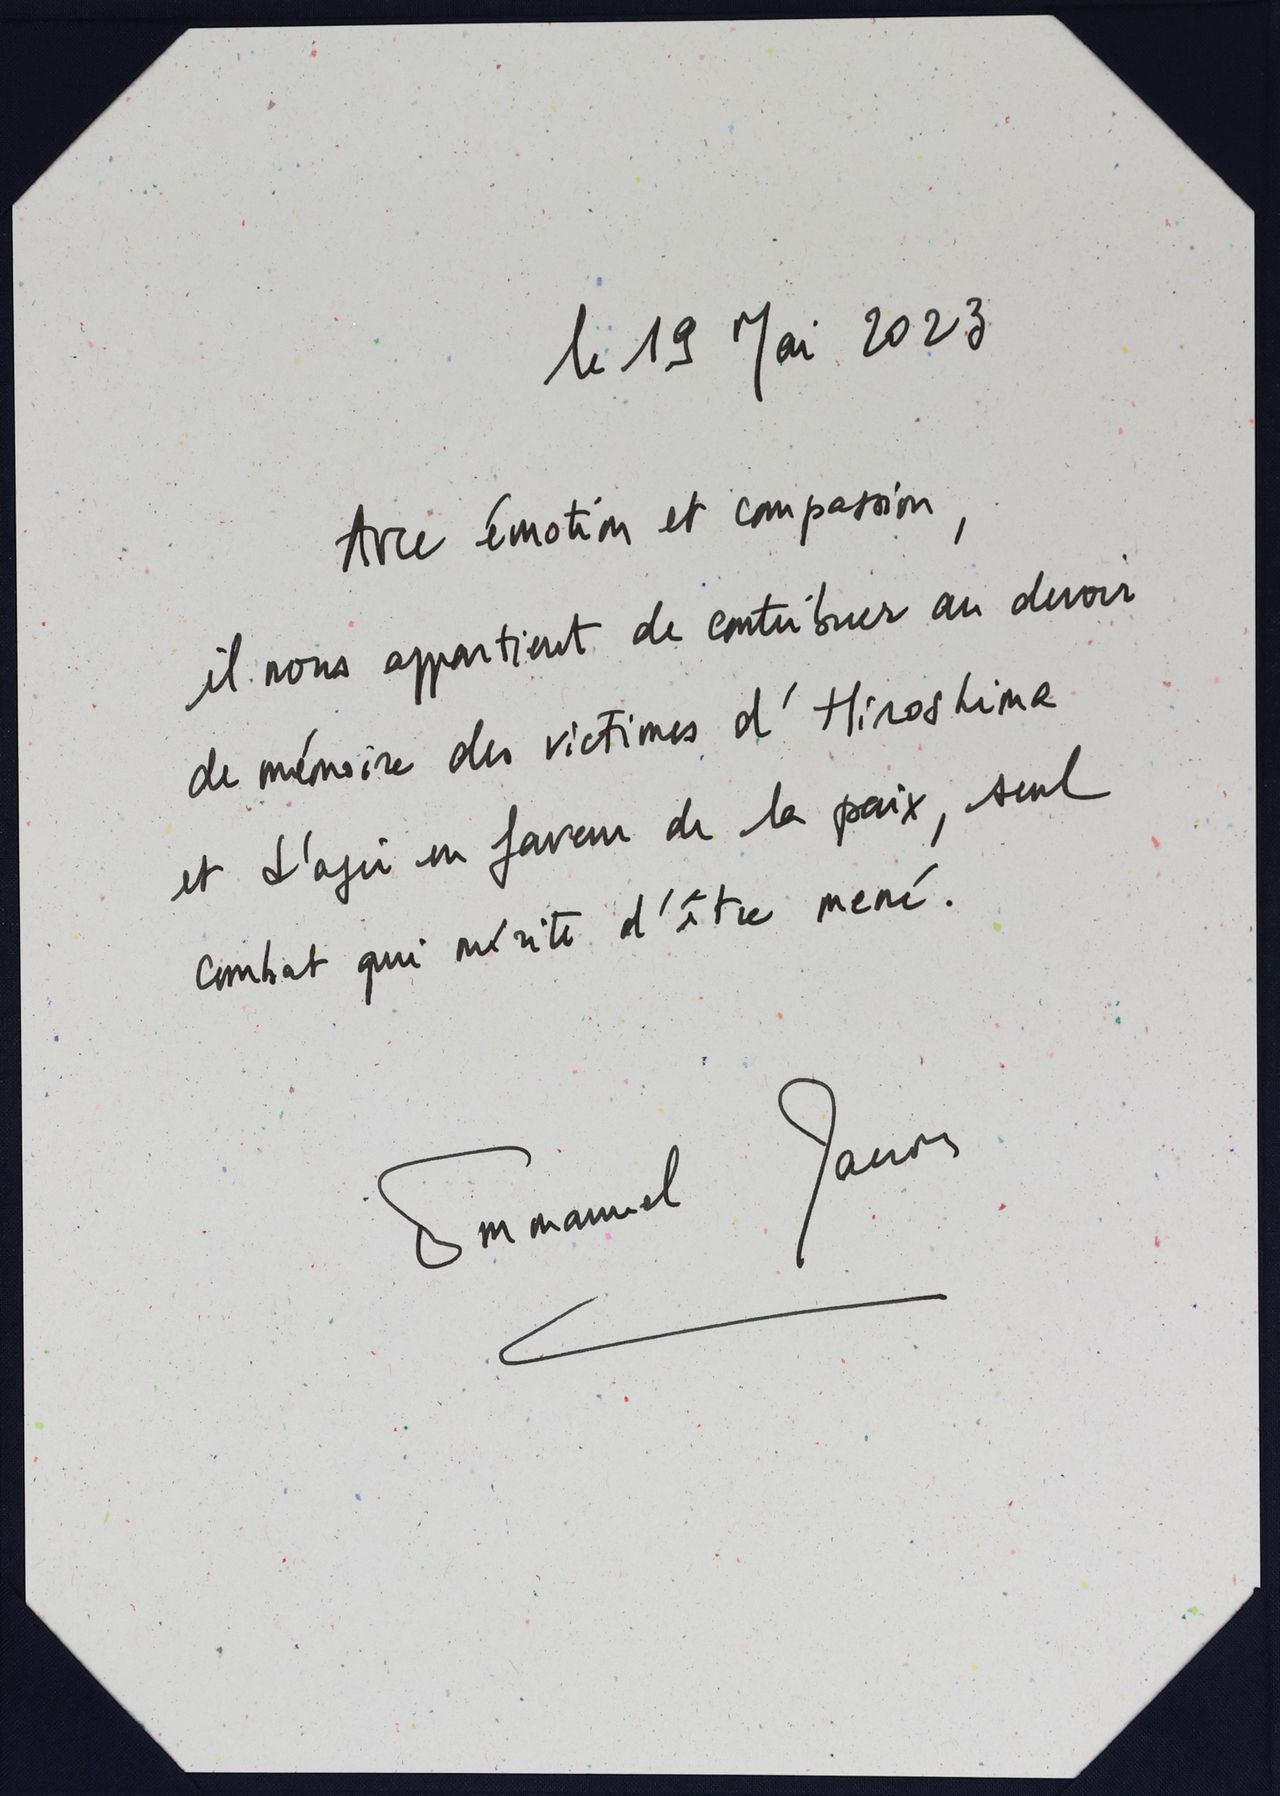 le 19 Mai 2023
Avec émotion et compassion,
il nous appartient de contribuer au devoir
de mémoire des victimes d'Hiroshima
et d'agir en faveur de la paix, seul
combat qui mérite d'être mené.
Emmanuel Macron